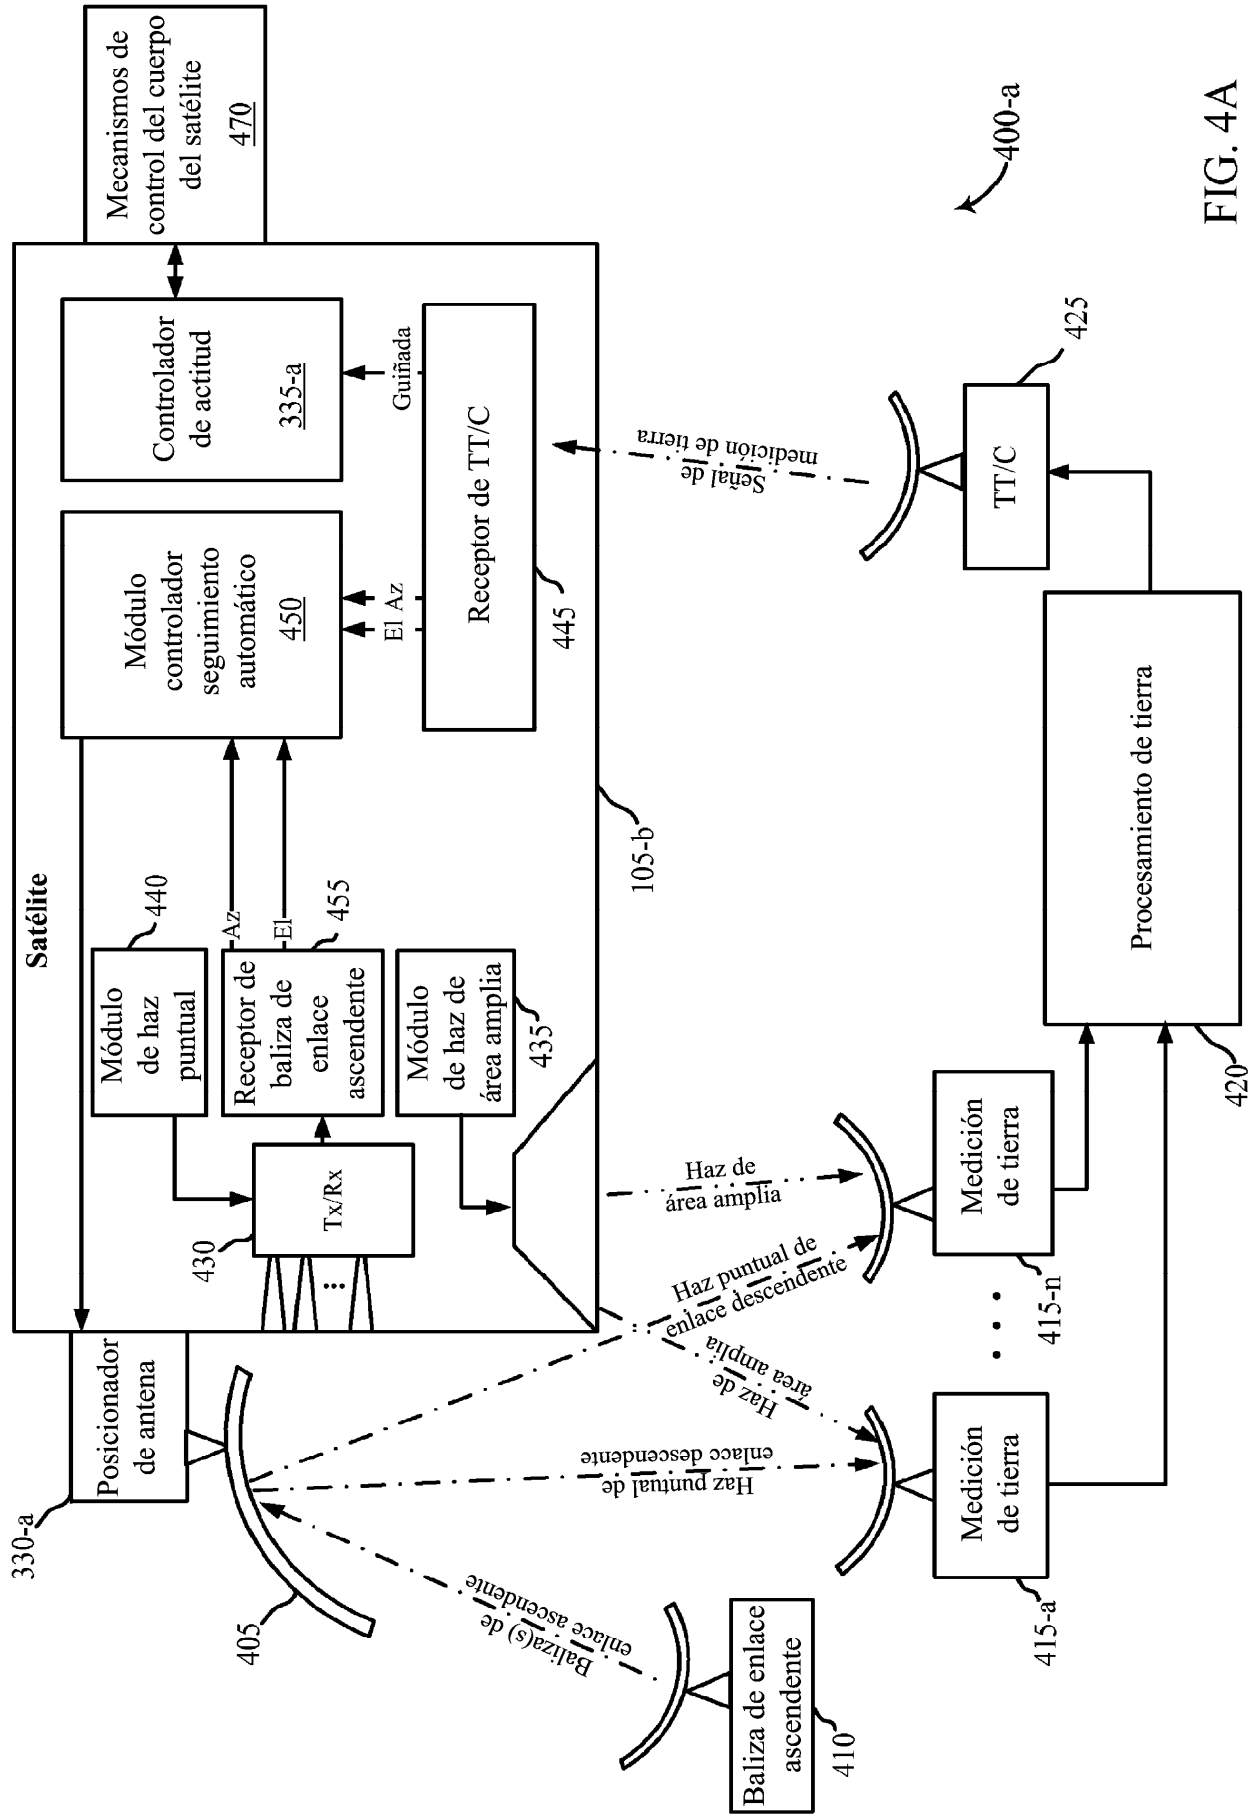 Satélite
Mecanismos de
control del cuerpo
del satélite
470
Controlador
de actitud
335-a
Módulo
controlador
seguimiento
automático
450
Guiñada
El
Az
Receptor de TT/C
445
Az
El
Módulo
de haz
puntual
440
Receptor de
baliza de
enlace
ascendente
455
Módulo
de haz de
área amplia
435
Tx/Rx
430
105-b
Posicionador
de antena
330-a
405
Baliza(s) de
enlace ascendente
Haz puntual de
enlace descendente
Haz de
área amplia
Haz puntual de
enlace descendente
Haz de
área amplia
Señal de
medición de tierra
Baliza de enlace
ascendente
410
Medición
de tierra
415-a
Medición
de tierra
415-n
Procesamiento de tierra
420
TT/C
425
400-a
FIG. 4A